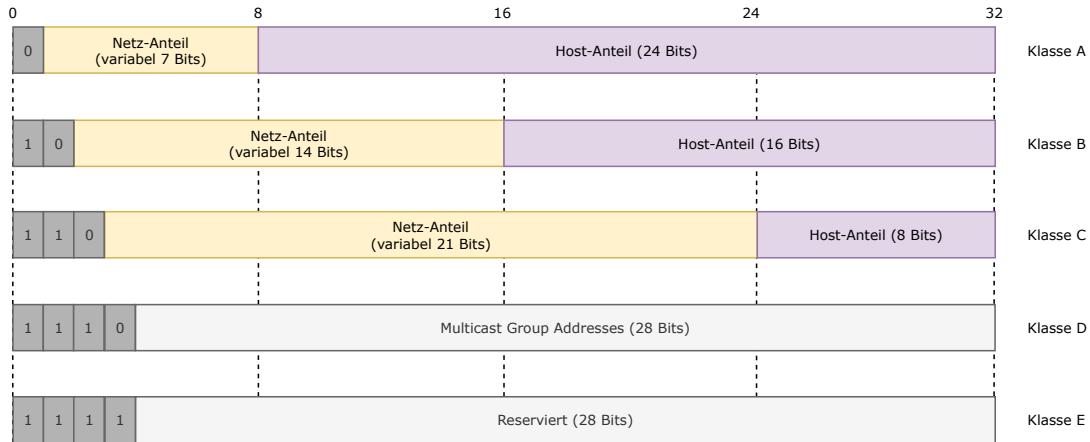 0 8 16 24 32
0 Netz-Anteil
(variabel 7 Bits) Host-Anteil (24 Bits) Klasse A
1 0 Netz-Anteil
(variabel 14 Bits) Host-Anteil (16 Bits) Klasse B
1 1 0 Netz-Anteil
(variabel 21 Bits) Host-Anteil (8 Bits) Klasse C
1 1 1 0 Multicast Group Addresses (28 Bits) Klasse D
1 1 1 1 Reserviert (28 Bits) Klasse E